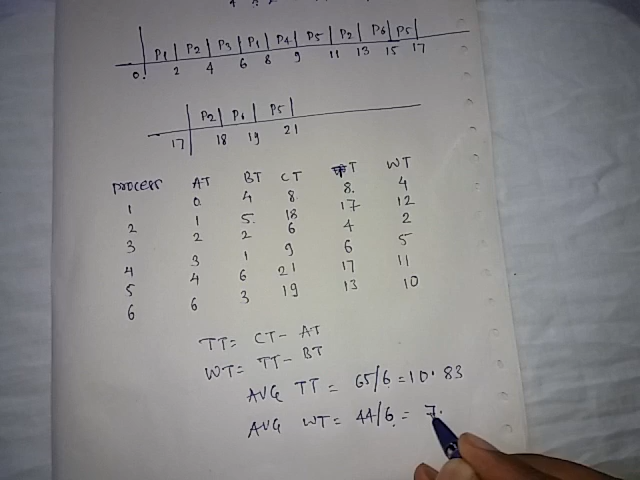 P1 P2 P3 P1 P4 P5 P2 P6 P5
0 2 4 6 8 9 11 13 15 17
P2 P6 P5
17 18 19 21
process AT BT CT TT WT
1 0 4 8 8 4
2 1 5 18 17 12
3 2 2 6 4 2
4 3 1 9 6 5
5 4 6 21 17 11
6 6 3 19 13 10
TT = CT - AT
WT = TT - BT
AVG TT = 65/6 = 10.83
AVG WT = 44/6 = 7.